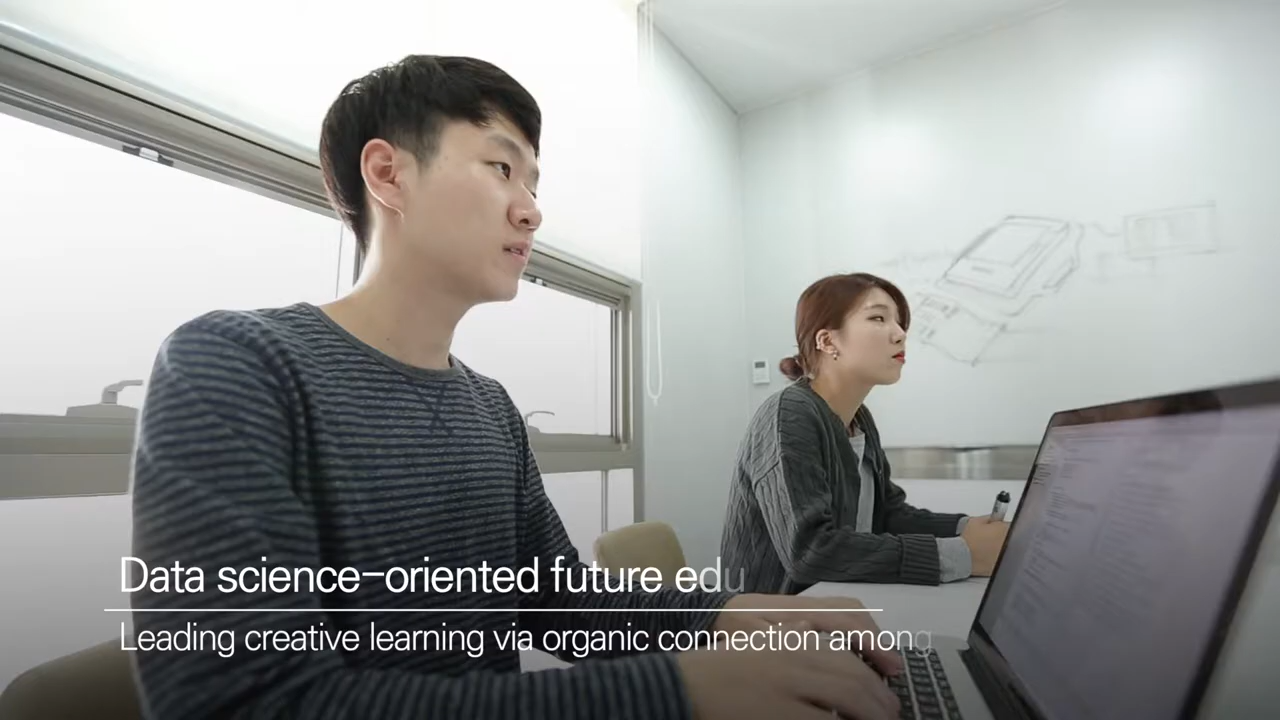 Data science-oriented future edu
Leading creative learning via organic connection among